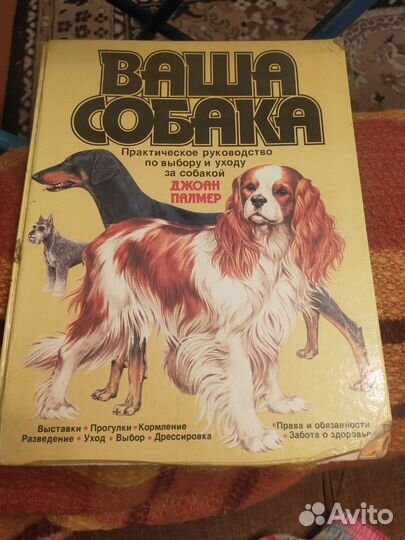 ВАША
СОБАКА
Практическое руководство
по выбору и уходу
за собакой
ДЖОАН
ПАЛМЕР
Выставки • Прогулки • Кормление
Разведение • Уход • Выбор • Дрессировка
• Права и обязанности
• Забота о здоровье
Avito